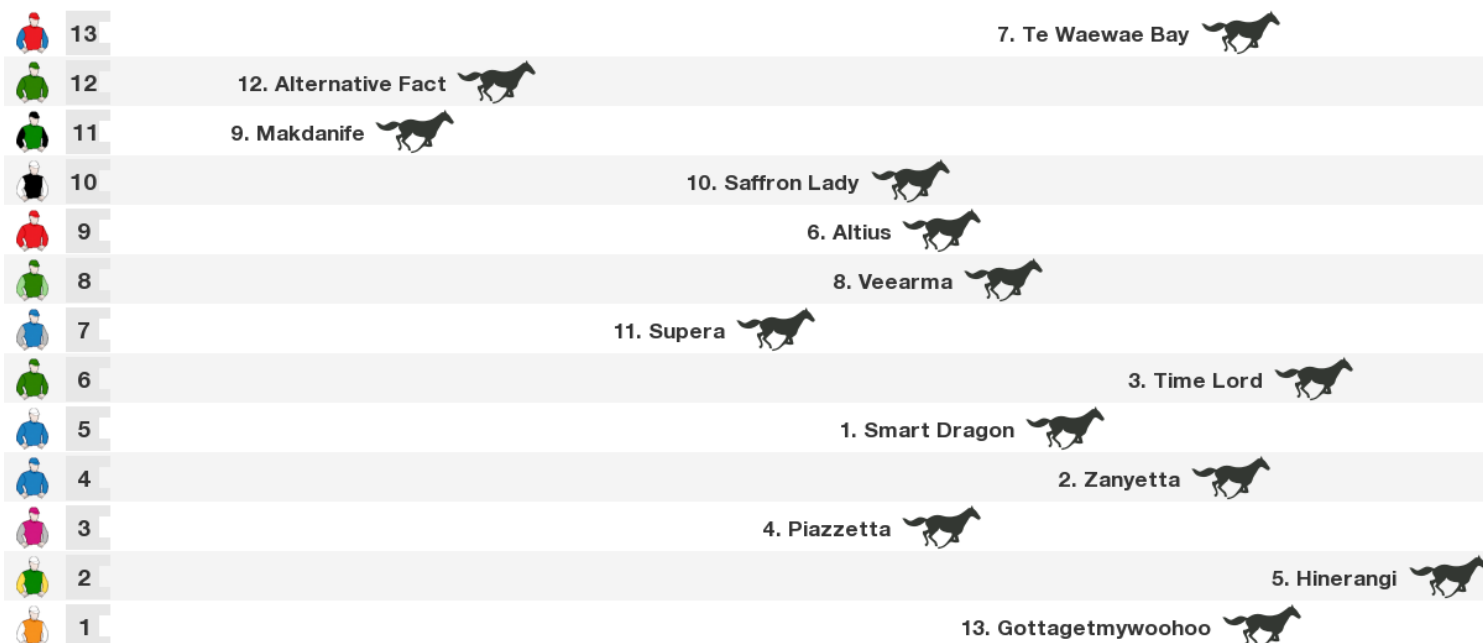 13 7. Te Waewae Bay
12 12. Alternative Fact
11 9. Makdanife
10 10. Saffron Lady
9 6. Altius
8 8. Veearma
7 11. Supera
6 3. Time Lord
5 1. Smart Dragon
4 2. Zanyetta
3 4. Piazzetta
2 5. Hinerangi
1 13. Gottagetmywoohoo